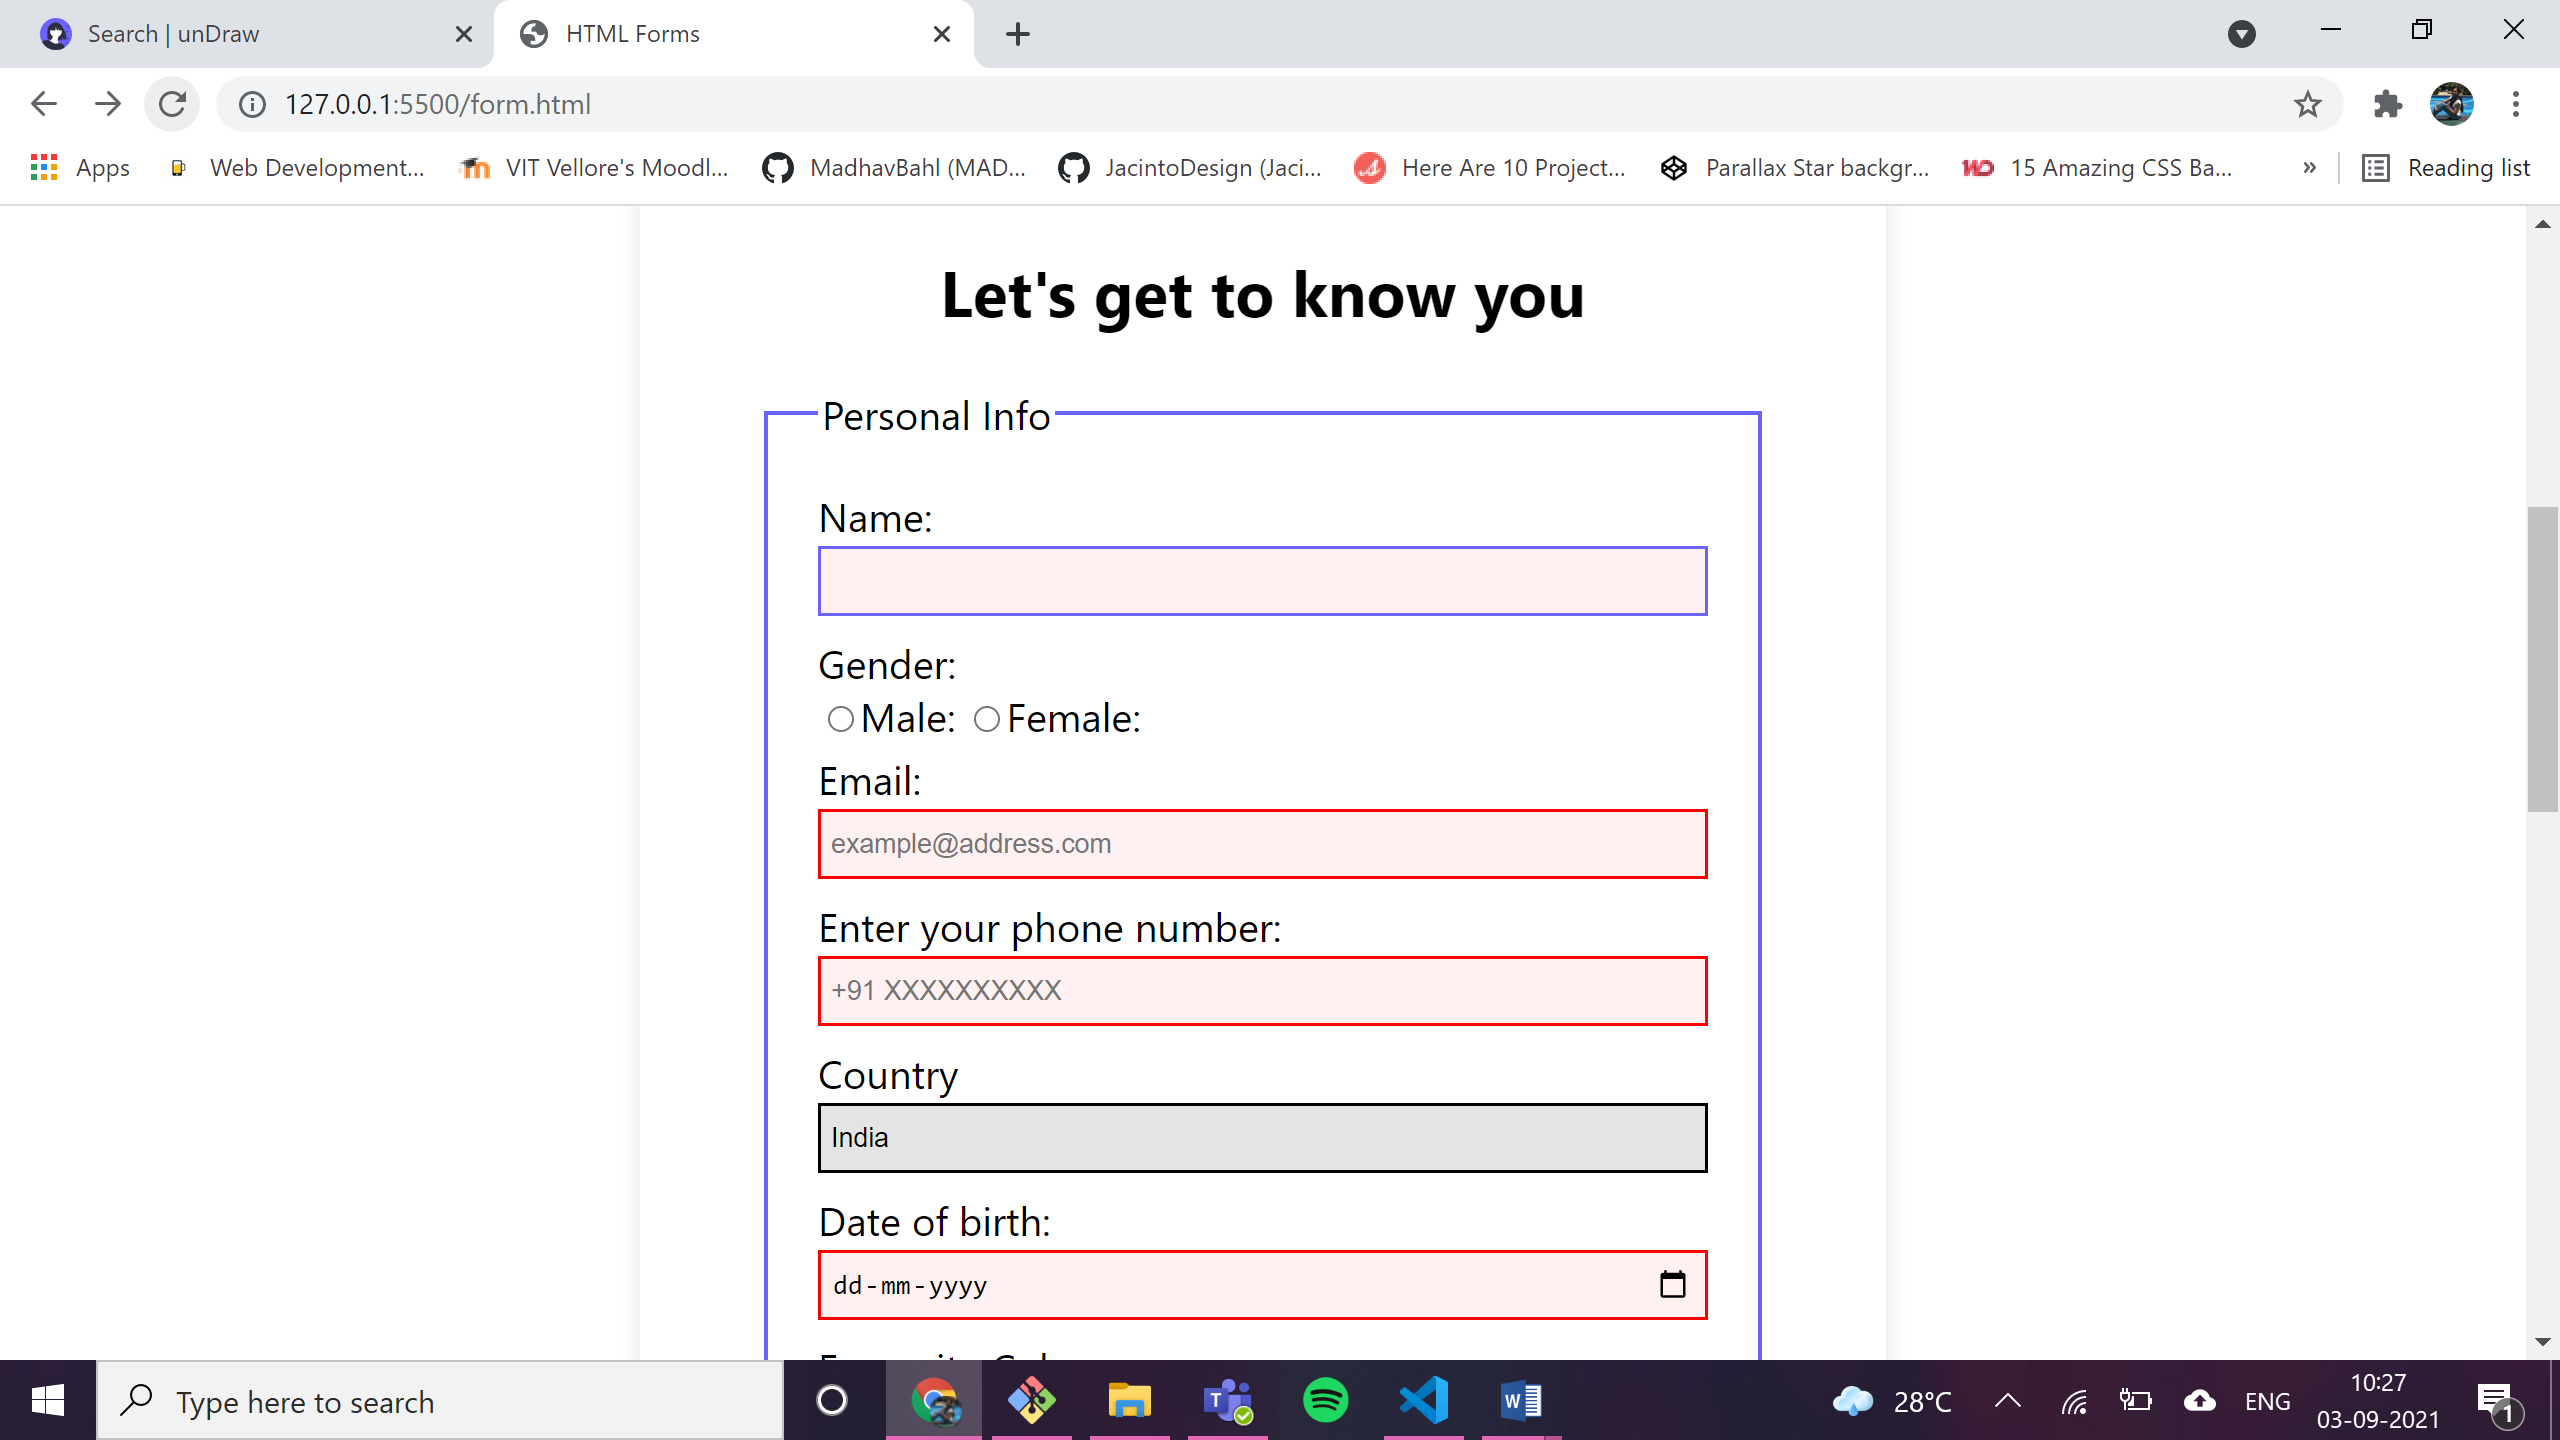 Search | unDraw
HTML Forms
127.0.0.1:5500/form.html
Apps
Web Development...
VIT Vellore's Moodl...
MadhavBahl (MAD...
JacintoDesign (Jaci...
Here Are 10 Project...
Parallax Star backgr...
15 Amazing CSS Ba...
»
Reading list
Let's get to know you
Personal Info
Name:
Gender:
Male: Female:
Email:
example@address.com
Enter your phone number:
+91 XXXXXXXXXX
Country
India
Date of birth:
dd-mm-yyyy
Type here to search
28°C
ENG
10:27
03-09-2021
1